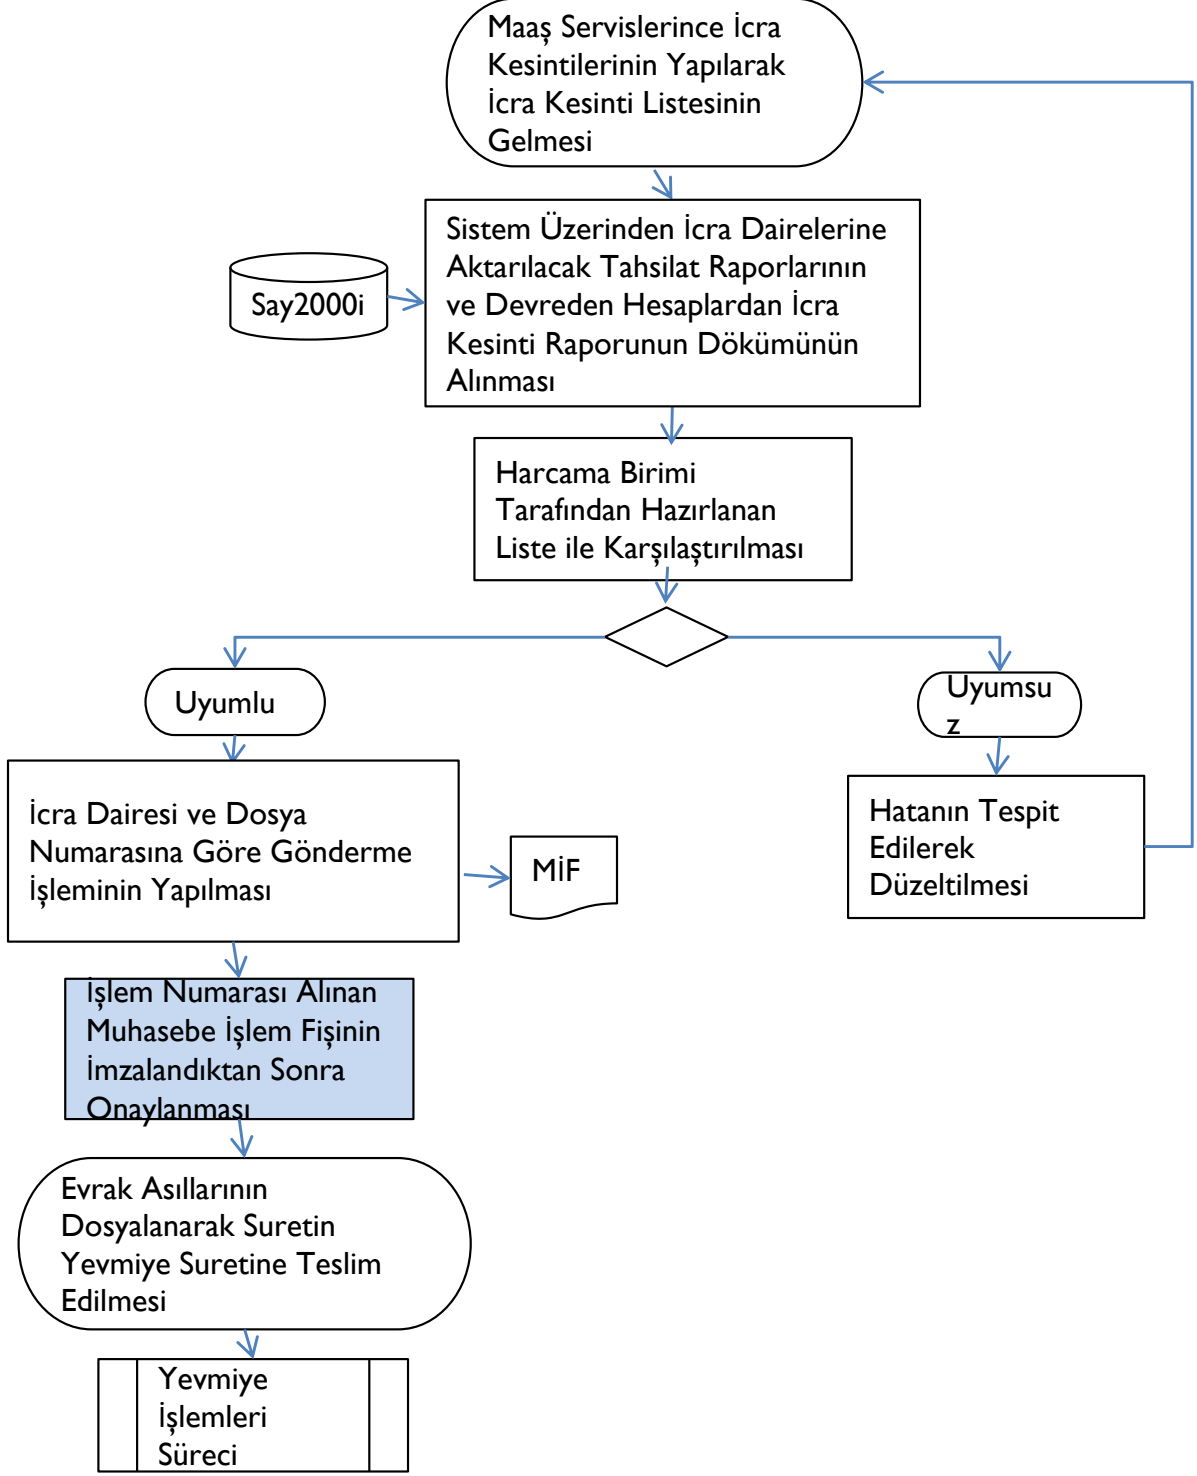 Maaş Servislerince İcra
Kesintilerinin Yapılarak
İcra Kesinti Listesinin
Gelmesi
Sistem Üzerinden İcra Dairelerine
Aktarılacak Tahsilat Raporlarının
ve Devreden Hesaplardan İcra
Kesinti Raporunun Dökümünün
Alınması
Say2000i
Harcama Birimi
Tarafından Hazırlanan
Liste ile Karşılaştırılması
Uyumlu
Uyumsu
z
İcra Dairesi ve Dosya
Numarasına Göre Gönderme
İşleminin Yapılması
MİF
Hatanın Tespit
Edilerek
Düzeltilmesi
İşlem Numarası Alınan
Muhasebe İşlem Fişinin
İmzalandıktan Sonra
Onaylanması
Evrak Asıllarının
Dosyalanarak Suretin
Yevmiye Suretine Teslim
Edilmesi
Yevmiye
İşlemleri
Süreci